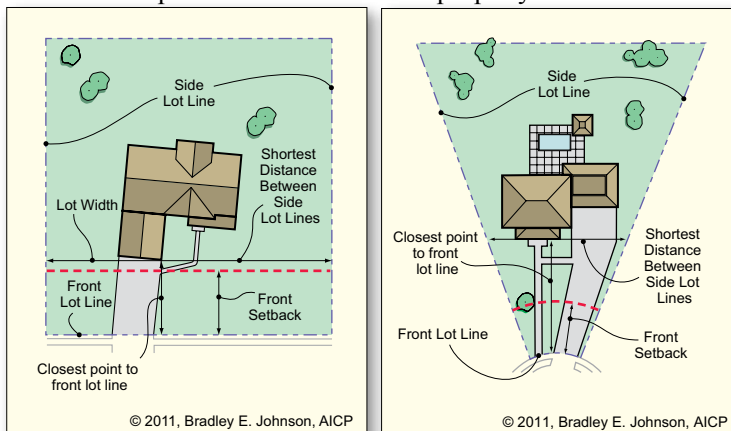 Side
Lot Line
Shortest
Distance
Between
Side
Lot Lines
Lot Width
Front
Lot Line
Front
Setback
Closest point to
front lot line
© 2011, Bradley E. Johnson, AICP
Side
Lot Line
Closest point
to front
lot line
Shortest
Distance
Between
Side Lot
Lines
Front Lot Line
Front
Setback
© 2011, Bradley E. Johnson, AICP